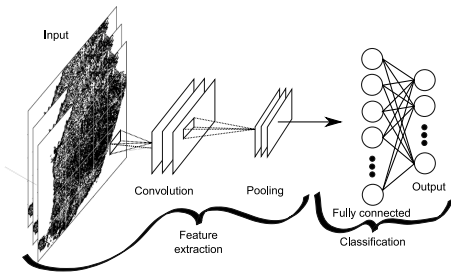 Input
Convolution
Pooling
Fully connected
Output
Feature
extraction
Classification